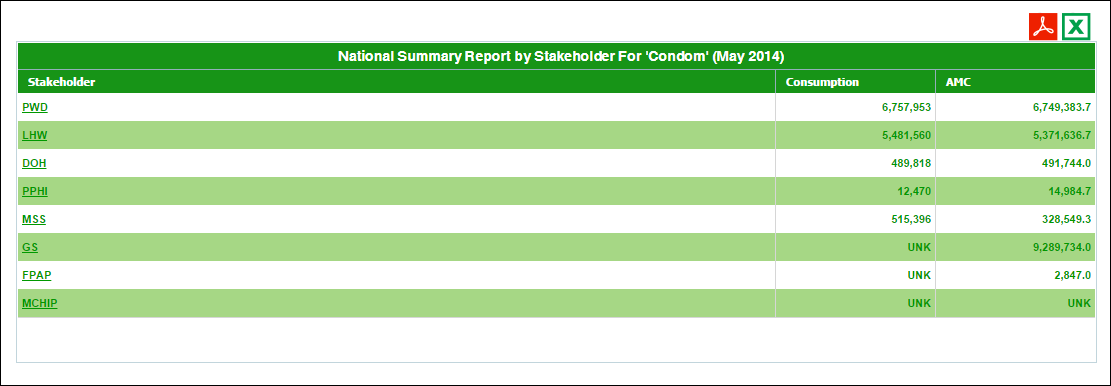 National Summary Report by Stakeholder For 'Condom' (May 2014)
Stakeholder Consumption AMC
PWD 6,757,953 6,749,383.7
LHW 5,481,560 5,371,636.7
DOH 489,818 491,744.0
PPHI 12,470 14,984.7
MSS 515,396 328,549.3
GS UNK 9,289,734.0
FPAP UNK 2,847.0
MCHIP UNK UNK